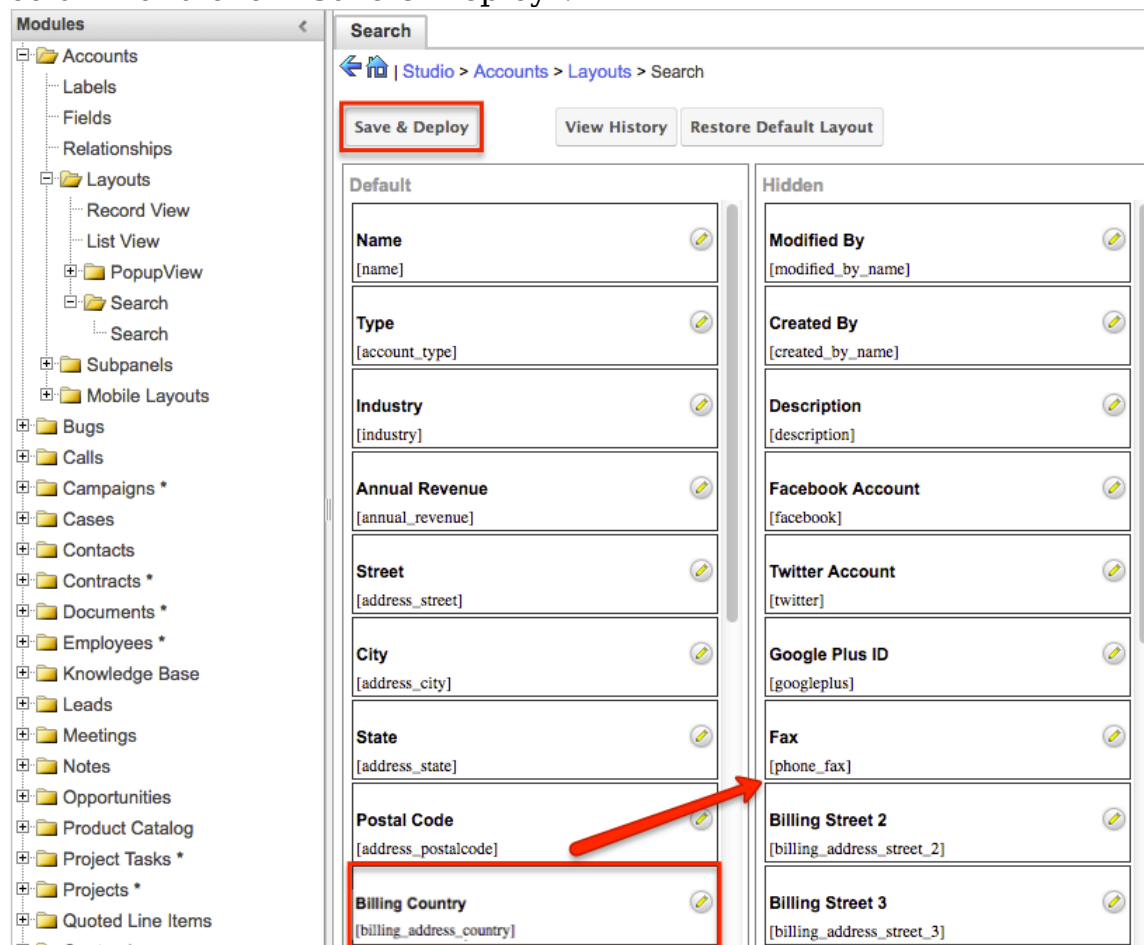 Modules
Accounts
Labels
Fields
Relationships
Layouts
Record View
List View
PopupView
Search
Search
Subpanels
Mobile Layouts
Bugs
Calls
Campaigns *
Cases
Contacts
Contracts *
Documents *
Employees *
Knowledge Base
Leads
Meetings
Notes
Opportunities
Product Catalog
Project Tasks *
Projects *
Quoted Line Items
Search
| Studio > Accounts > Layouts > Search
Save & Deploy View History Restore Default Layout
Default
Name
[name]
Type
[account_type]
Industry
[industry]
Annual Revenue
[annual_revenue]
Street
[address_street]
City
[address_city]
State
[address_state]
Postal Code
[address_postalcode]
Billing Country
[billing_address_country]
Hidden
Modified By
[modified_by_name]
Created By
[created_by_name]
Description
[description]
Facebook Account
[facebook]
Twitter Account
[twitter]
Google Plus ID
[googleplus]
Fax
[phone_fax]
Billing Street 2
[billing_address_street_2]
Billing Street 3
[billing_address_street_3]